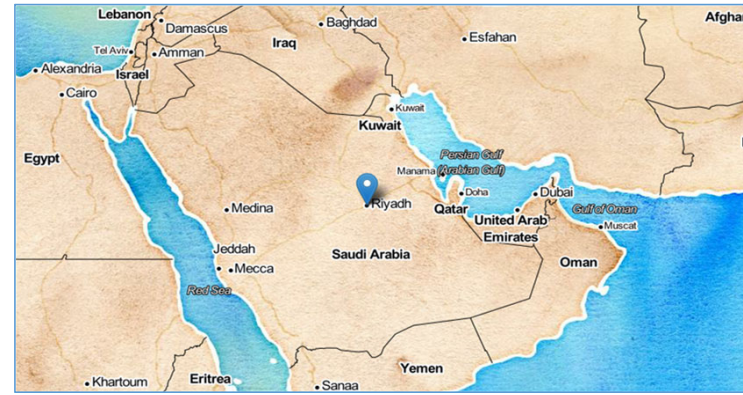 Lebanon
Damascus
Baghdad
Afghan
Tel Aviv
Amman
Iraq
Esfahan
Alexandria
Israel
Cairo
Kuwait
Kuwait
Egypt
Persian Gulf
Manama
(Arabian Gulf)
Doha
Dubai
Medina
Riyadh
Qatar
Gulf of Oman
United Arab
Emirates
Muscat
Jeddah
Mecca
Saudi Arabia
Oman
Red Sea
Yemen
Khartoum
Eritrea
Sanaa